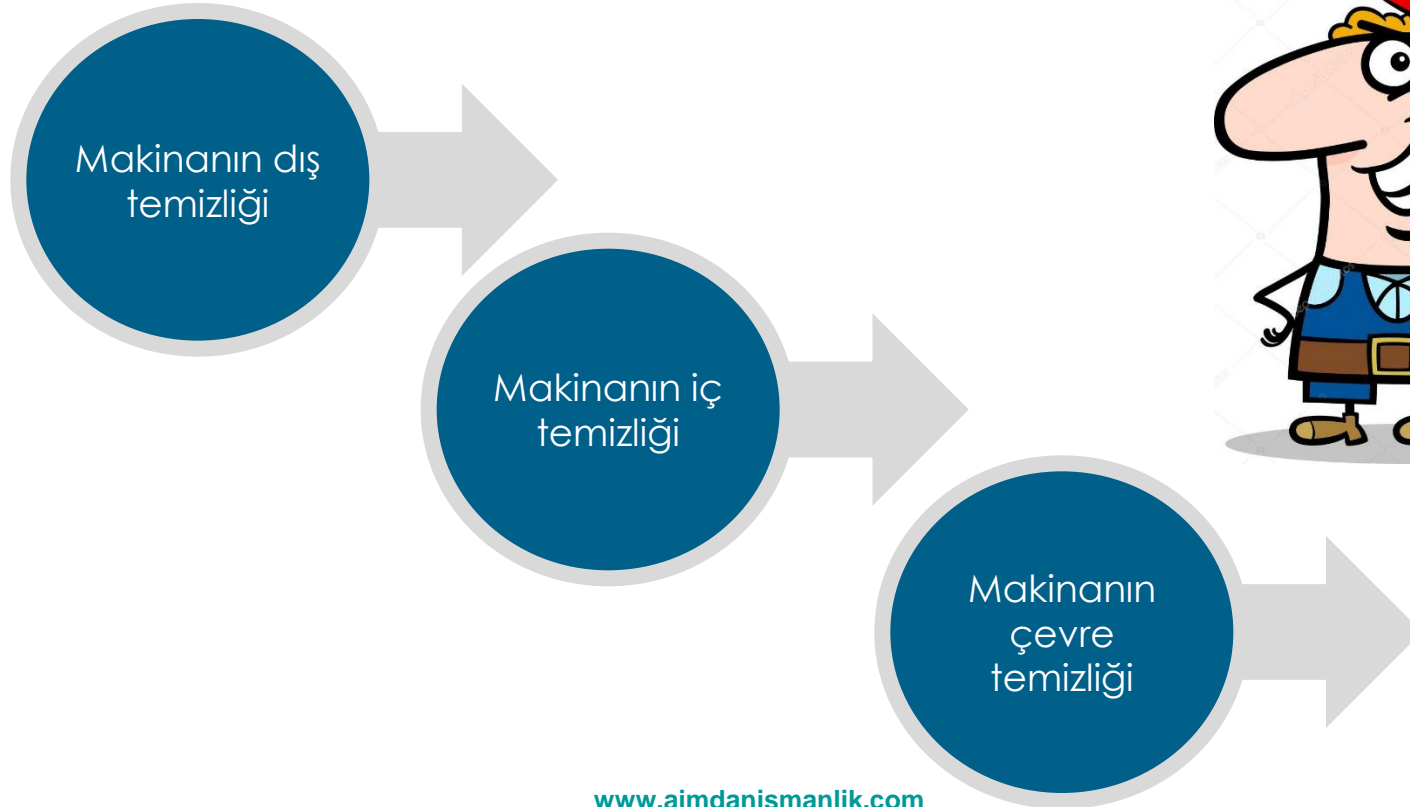 Makinanın dış
temizliği
Makinanın iç
temizliği
Makinanın
çevre
temizliği
www.aimdanismanlik.com